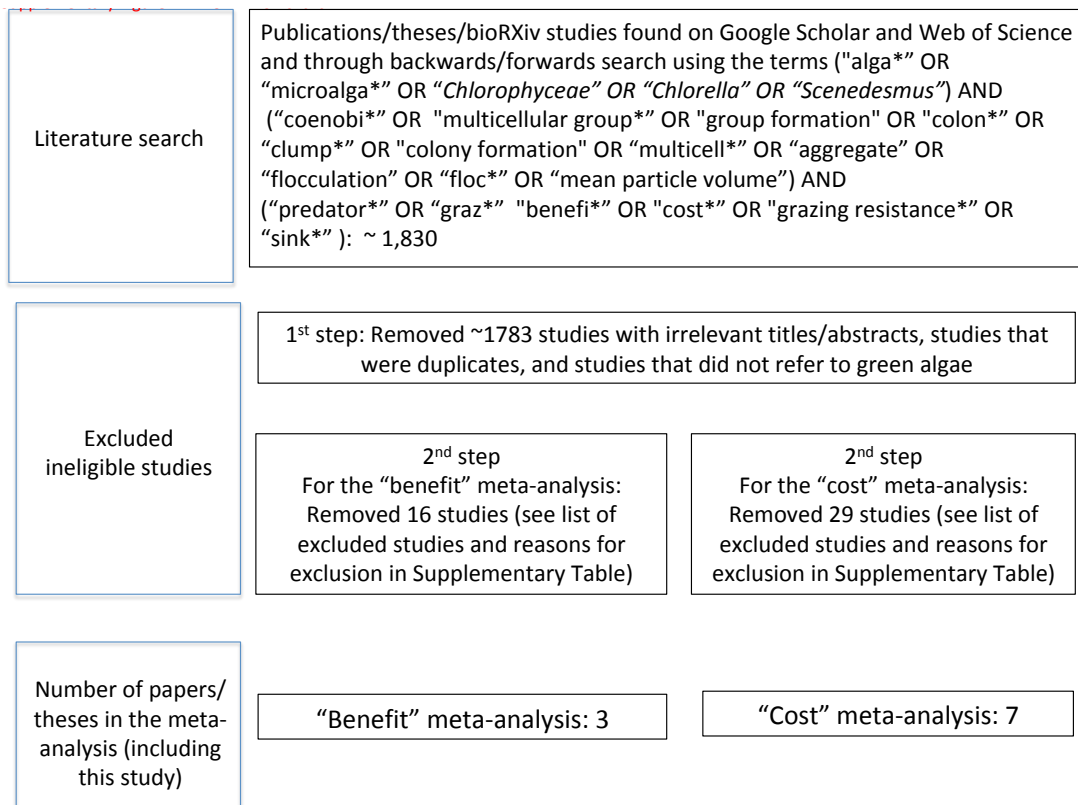 Literature search
Publications/theses/bioRXiv studies found on Google Scholar and Web of Science
and through backwards/forwards search using the terms ("alga*" OR
“microalga*” OR “Chlorophyceae” OR “Chlorella” OR “Scenedesmus”) AND
(“coenobi*” OR "multicellular group*” OR "group formation" OR "colon*” OR
“clump*” OR "colony formation" OR “multicell*” OR “aggregate” OR
“flocculation” OR “floc*” OR “mean particle volume”) AND
(“predator*” OR “graz*” "benefi*” OR "cost*” OR "grazing resistance*” OR
“sink*” ): ~ 1,830
Excluded
ineligible studies
1st step: Removed ~1783 studies with irrelevant titles/abstracts, studies that
were duplicates, and studies that did not refer to green algae
2nd step
For the “benefit” meta-analysis:
Removed 16 studies (see list of
excluded studies and reasons for
exclusion in Supplementary Table)
2nd step
For the “cost” meta-analysis:
Removed 29 studies (see list of
excluded studies and reasons for
exclusion in Supplementary Table)
Number of papers/
theses in the meta-
analysis (including
this study)
“Benefit” meta-analysis: 3
“Cost” meta-analysis: 7